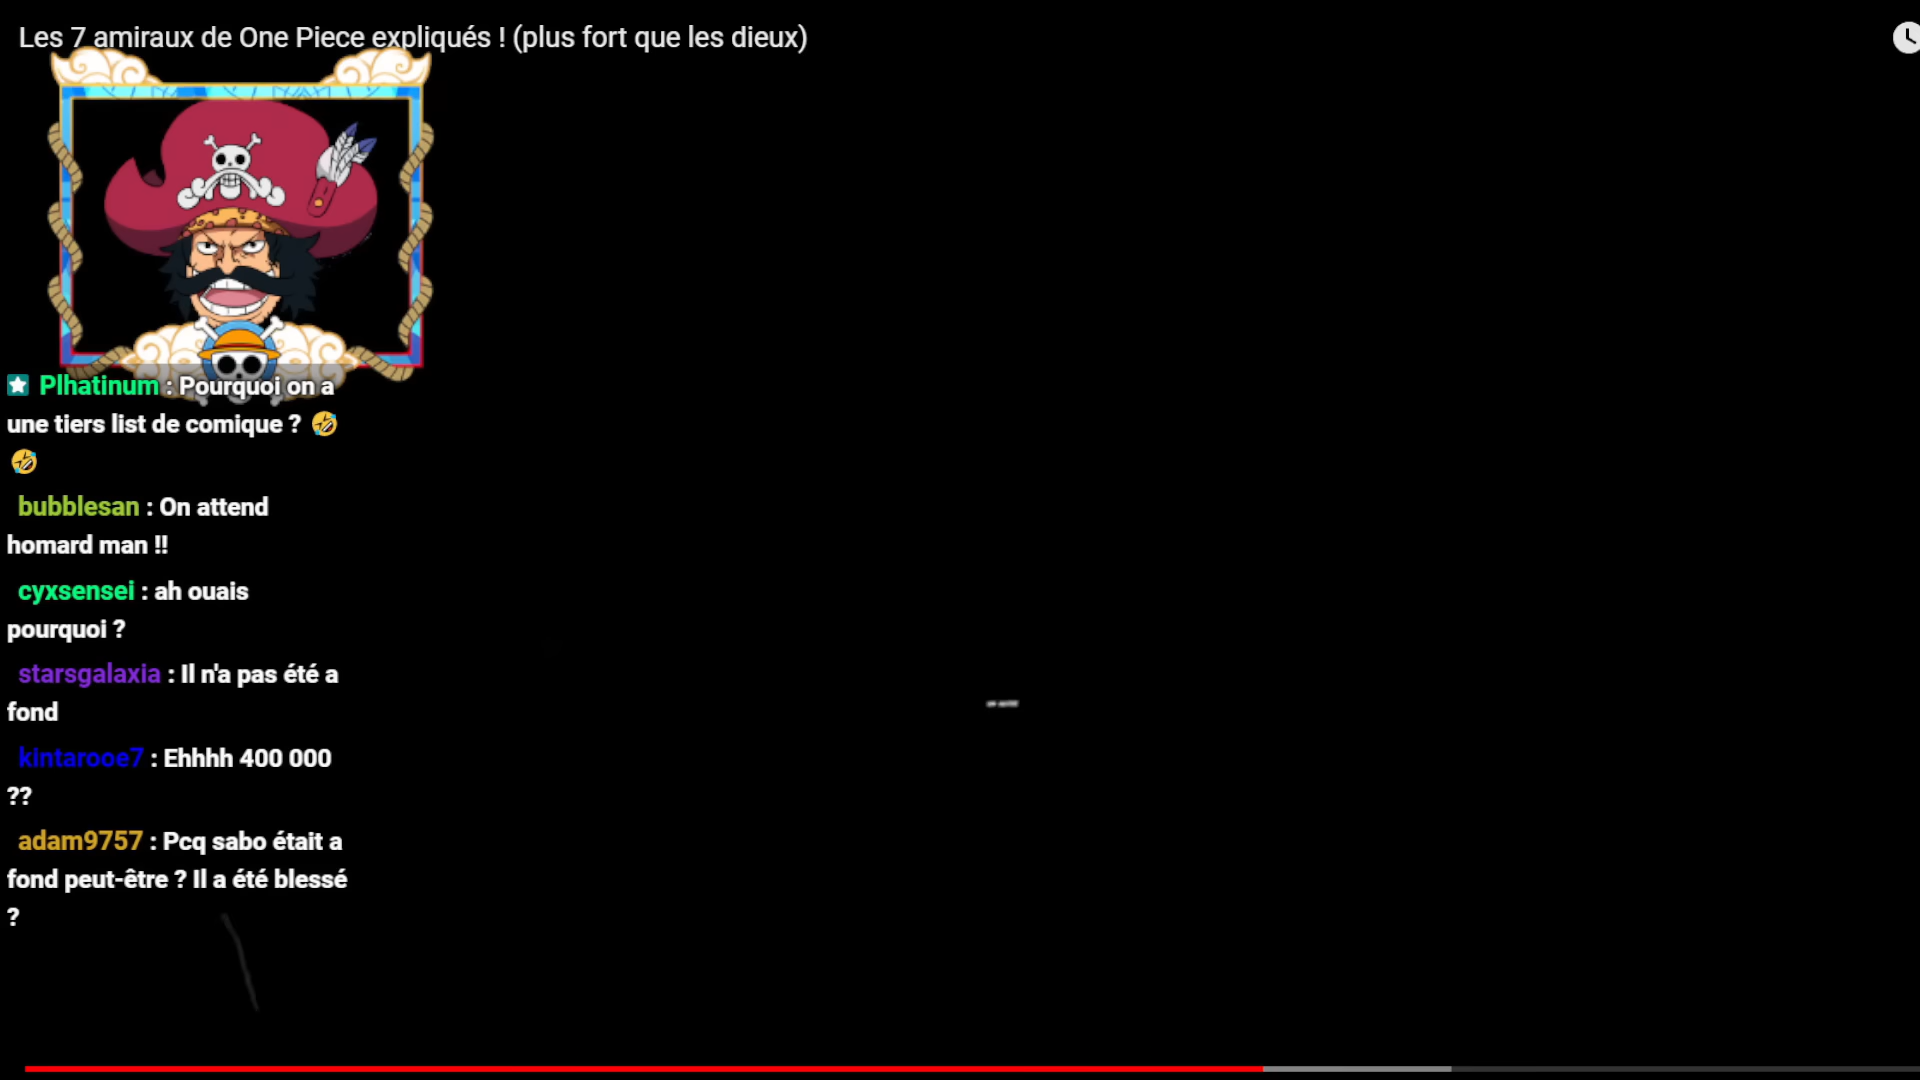 Les 7 amiraux de One Piece expliqués ! (plus fort que les dieux)
Plhatinum : Pourquoi on a
une tiers list de comique ? 🤣
🤣
bubblesan : On attend
homard man !!
cyxsensei : ah ouais
pourquoi ?
starsgalaxia : Il n'a pas été a
fond
kintarooe7 : Ehhhh 400 000
??
adam9757 : Pcq sabo était a
fond peut-être ? Il a été blessé
?